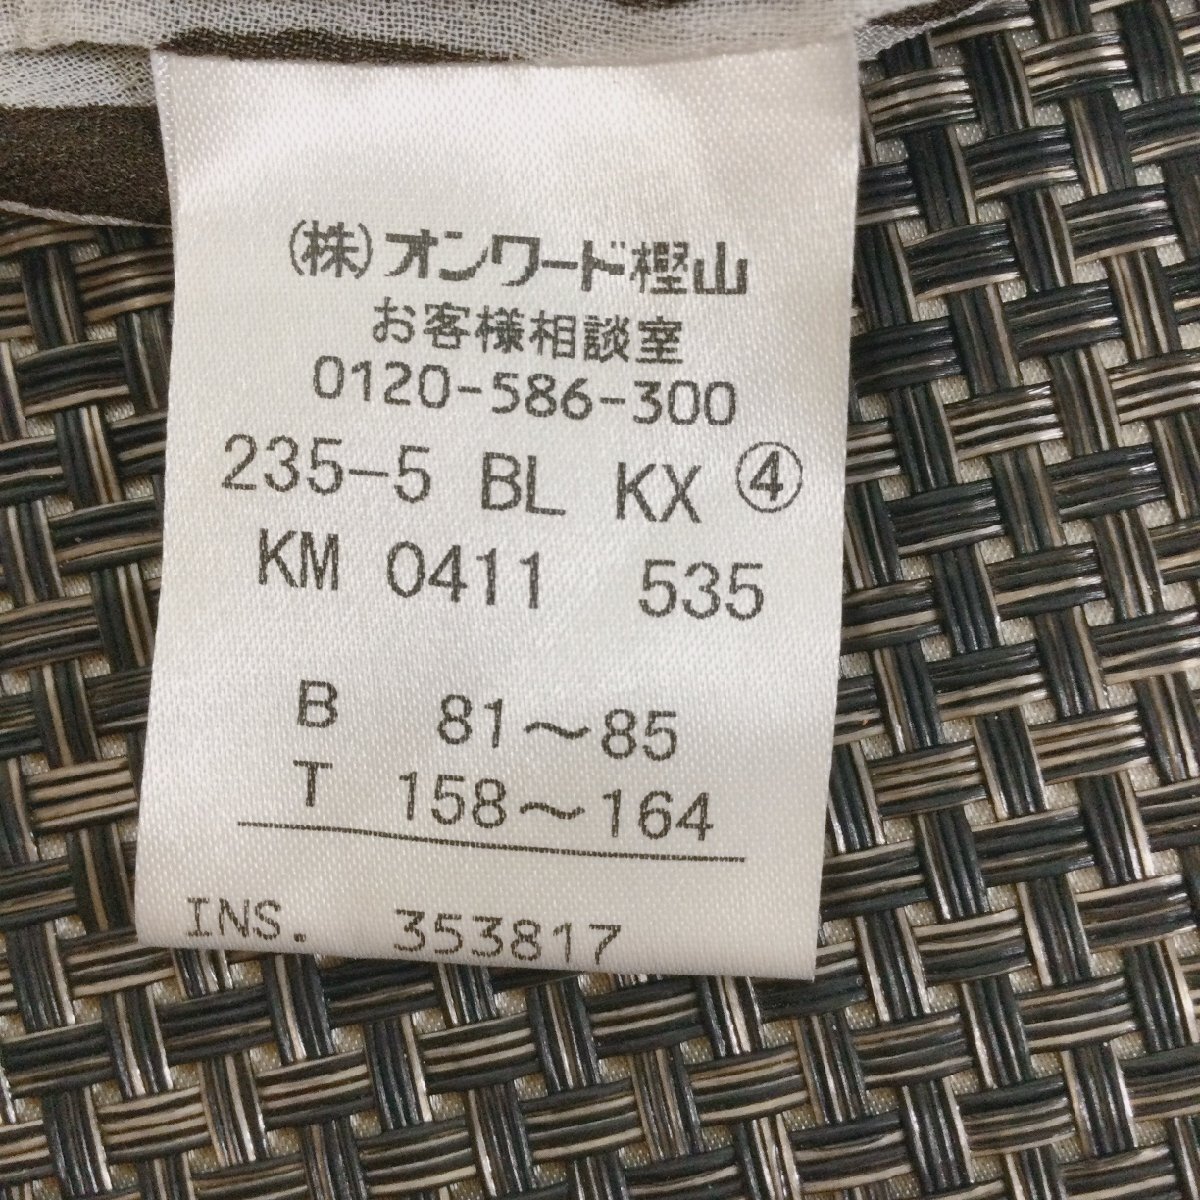 (株)オンワード樫山
お客様相談室
0120-586-300
235-5 BL KX ④
KM 0411 535
B 81～85
T 158～164
INS. 353817